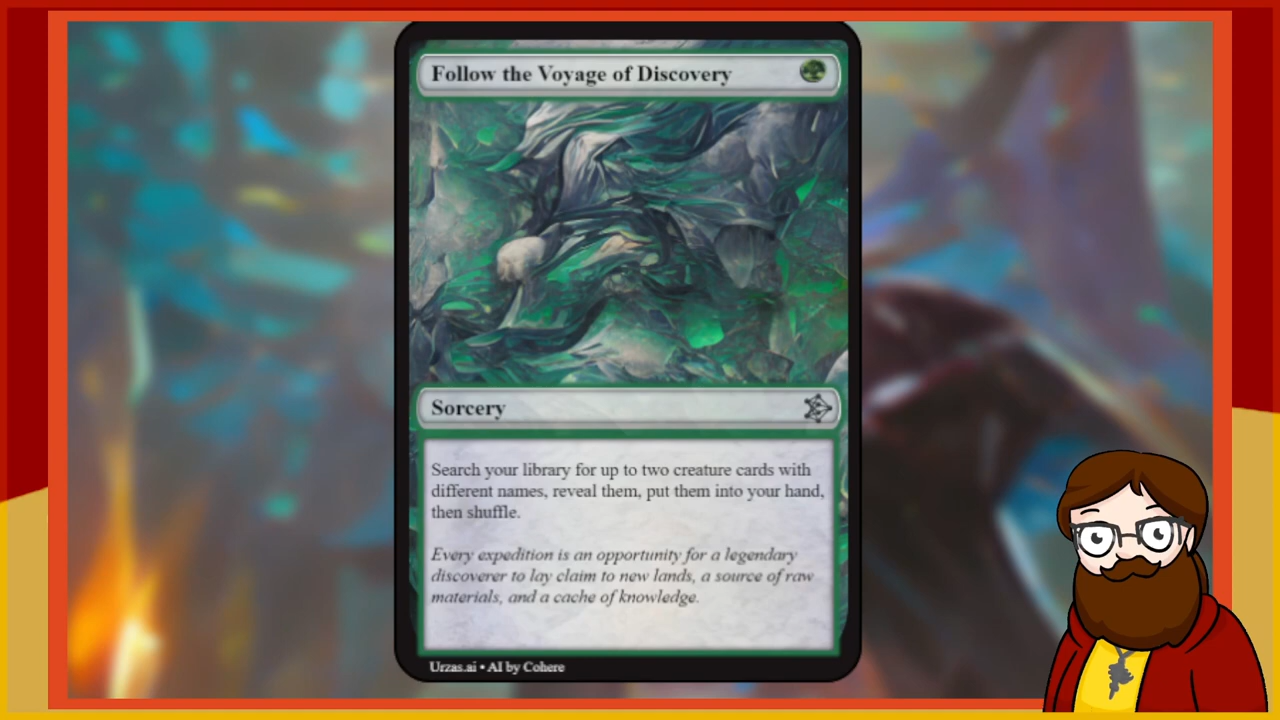 Follow the Voyage of Discovery
Sorcery
Search your library for up to two creature cards with
different names, reveal them, put them into your hand,
then shuffle.
Every expedition is an opportunity for a legendary
discoverer to lay claim to new lands, a source of raw
materials, and a cache of knowledge.
Urzas.ai • AI by Cohere